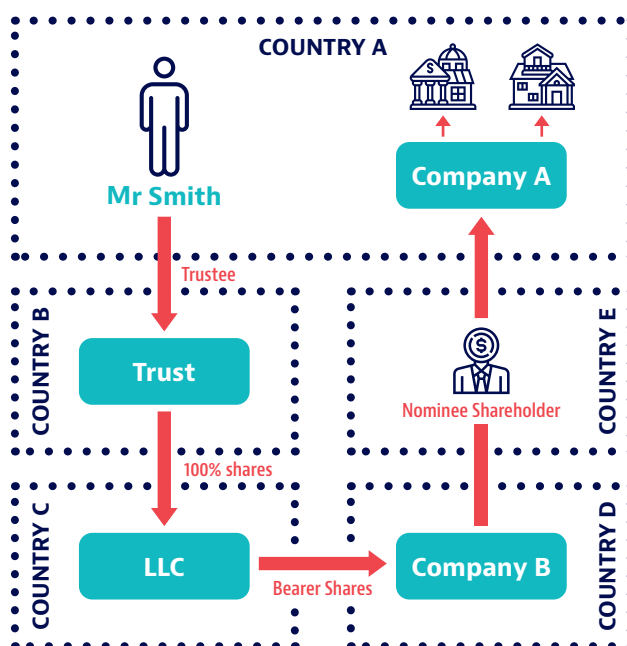 COUNTRY A
$
Mr Smith
Company A
Trustee
COUNTRY B
Trust
COUNTRY E
$
Nominee Shareholder
100% shares
COUNTRY C
LLC
Bearer Shares
Company B
COUNTRY D